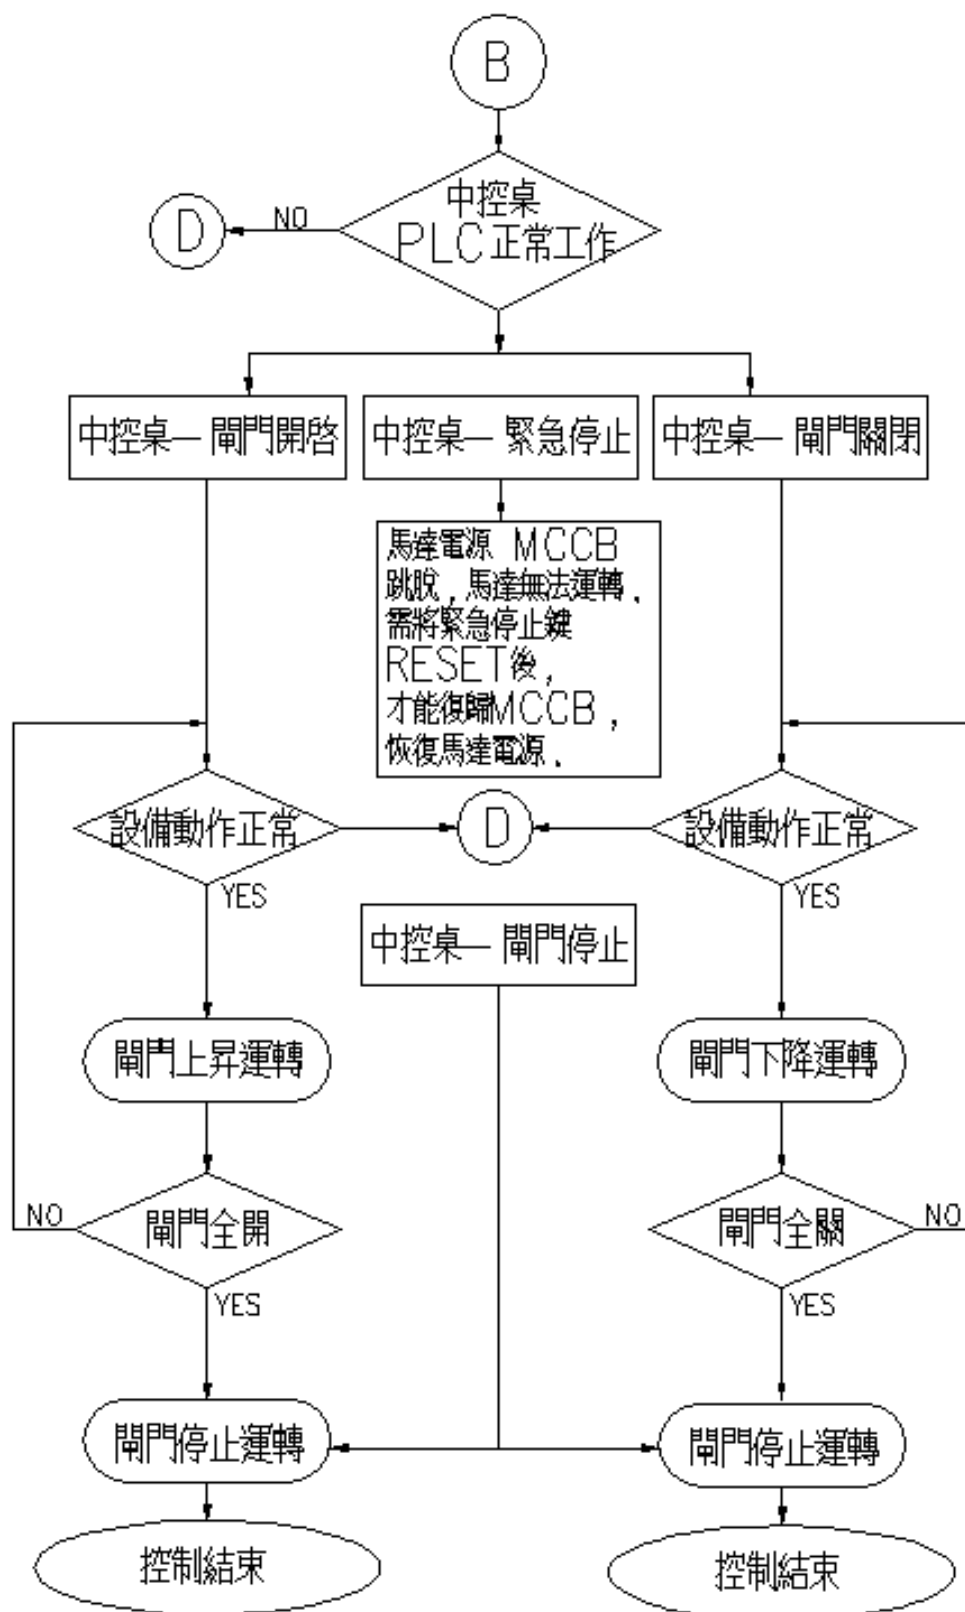 B
中控桌
PLC正常工作
NO
D
中控桌— 閘門開啓
中控桌— 緊急停止
中控桌— 閘門關閉
馬達電源 MCCB
跳脫，馬達無法運轉．
需將緊急停止鍵
RESET後，
才能復歸MCCB，
恢復馬達電源．
設備動作正常
D
設備動作正常
YES
YES
中控桌— 閘門停止
閘門上昇運轉
閘門下降運轉
NO
閘門全開
閘門全關
NO
YES
YES
閘門停止運轉
閘門停止運轉
控制結束
控制結束